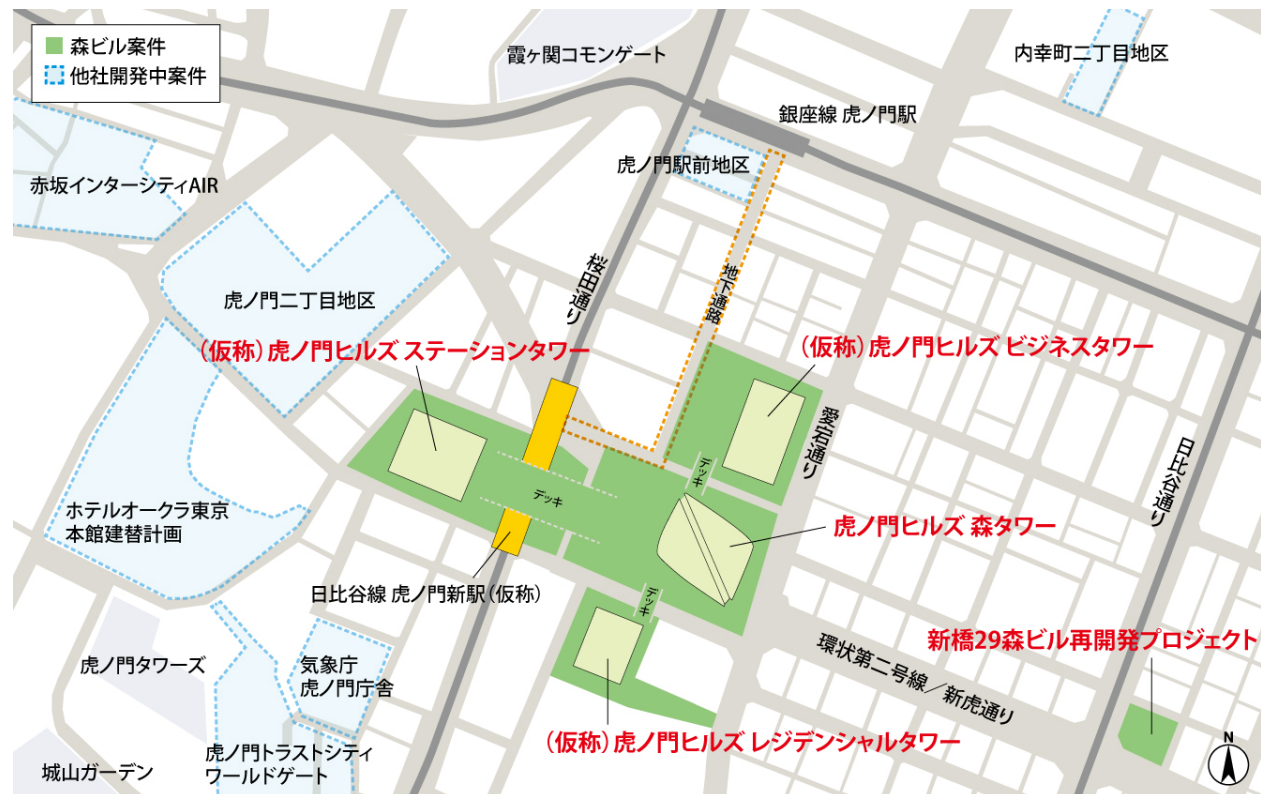 森ビル案件
他社開発中案件
霞ヶ関コモンゲート
内幸町二丁目地区
銀座線 虎ノ門駅
虎ノ門駅前地区
赤坂インターシティAIR
虎ノ門二丁目地区
桜田通り
地下通路
(仮称)虎ノ門ヒルズ ステーションタワー
(仮称)虎ノ門ヒルズ ビジネスタワー
愛宕通り
日比谷通り
デッキ
デッキ
ホテルオークラ東京
本館建替計画
虎ノ門ヒルズ 森タワー
日比谷線 虎ノ門新駅(仮称)
デッキ
新橋29森ビル再開発プロジェクト
環状第二号線/新虎通り
虎ノ門タワーズ
気象庁
虎ノ門庁舎
(仮称)虎ノ門ヒルズ レジデンシャルタワー
虎ノ門トラストシティ
ワールドゲート
城山ガーデン
N